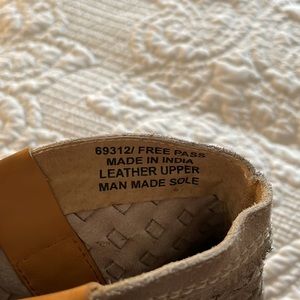 69312/ FREE PASS
MADE IN INDIA
LEATHER UPPER
MAN MADE SOLE